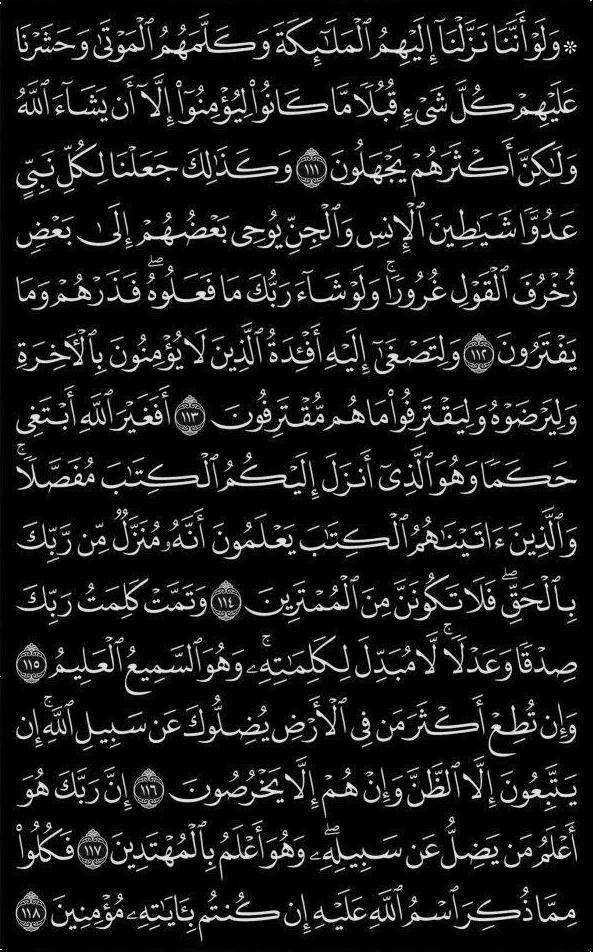 ۞ وَلَوْ أَنَّنَا نَزَّلْنَآ إِلَيْهِمُ ٱلْمَلَـٰٓئِكَةَ وَكَلَّمَهُمُ ٱلْمَوْتَىٰ وَحَشَرْنَا
عَلَيْهِمْ كُلَّ شَىْءٍ قُبُلًا مَّا كَانُوا۟ لِيُؤْمِنُوٓا۟ إِلَّآ أَن يَشَآءَ ٱللَّهُ
وَلَـٰكِنَّ أَكْثَرَهُمْ يَجْهَلُونَ ١١١ وَكَذَٰلِكَ جَعَلْنَا لِكُلِّ نَبِىٍّ
عَدُوًّا شَيَـٰطِينَ ٱلْإِنسِ وَٱلْجِنِّ يُوحِى بَعْضُهُمْ إِلَىٰ بَعْضٍ
زُخْرُفَ ٱلْقَوْلِ غُرُورًا ۚ وَلَوْ شَآءَ رَبُّكَ مَا فَعَلُوهُ ۖ فَذَرْهُمْ وَمَا
يَفْتَرُونَ ١١٢ وَلِتَصْغَىٰٓ إِلَيْهِ أَفْـِٔدَةُ ٱلَّذِينَ لَا يُؤْمِنُونَ بِٱلْـَٔاخِرَةِ
وَلِيَرْضَوْهُ وَلِيَقْتَرِفُوا۟ مَا هُم مُّقْتَرِفُونَ ١١٣ أَفَغَيْرَ ٱللَّهِ أَبْتَغِى
حَكَمًا وَهُوَ ٱلَّذِىٓ أَنزَلَ إِلَيْكُمُ ٱلْكِتَـٰبَ مُفَصَّلًا ۚ
وَٱلَّذِينَ ءَاتَيْنَـٰهُمُ ٱلْكِتَـٰبَ يَعْلَمُونَ أَنَّهُۥ مُنَزَّلٌ مِّن رَّبِّكَ
بِٱلْحَقِّ ۖ فَلَا تَكُونَنَّ مِنَ ٱلْمُمْتَرِينَ ١١٤ وَتَمَّتْ كَلِمَتُ رَبِّكَ
صِدْقًا وَعَدْلًا ۚ لَّا مُبَدِّلَ لِكَلِمَـٰتِهِۦ ۚ وَهُوَ ٱلسَّمِيعُ ٱلْعَلِيمُ ١١٥
وَإِن تُطِعْ أَكْثَرَ مَن فِى ٱلْأَرْضِ يُضِلُّوكَ عَن سَبِيلِ ٱللَّهِ ۚ إِن
يَتَّبِعُونَ إِلَّا ٱلظَّنَّ وَإِنْ هُمْ إِلَّا يَخْرُصُونَ ١١٦ إِنَّ رَبَّكَ هُوَ
أَعْلَمُ مَن يَضِلُّ عَن سَبِيلِهِۦ ۖ وَهُوَ أَعْلَمُ بِٱلْمُهْتَدِينَ ١١٧ فَكُلُوا۟
مِمَّا ذُكِرَ ٱسْمُ ٱللَّهِ عَلَيْهِ إِن كُنتُم بِـَٔايَـٰتِهِۦ مُؤْمِنِينَ ١١٨